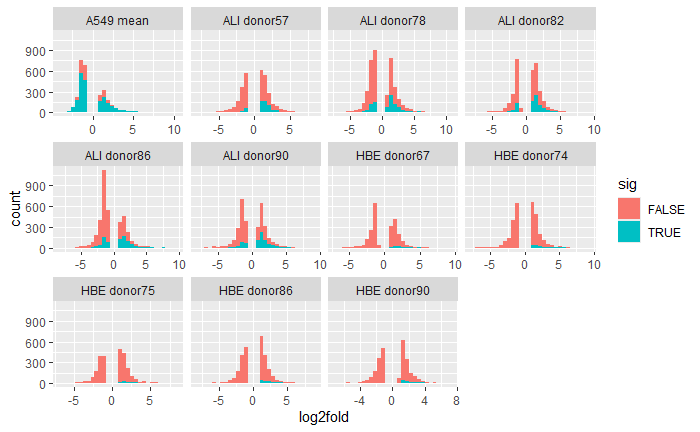 A549 mean ALI donor57 ALI donor78 ALI donor82
900
600
300
0
0 5 10 -5 0 5 -5 0 5 10 -5 0 5 10
ALI donor86 ALI donor90 HBE donor67 HBE donor74
900
600
300
0
-5 0 5 10 -5 0 5 -5 0 5 -5 0 5 10
HBE donor75 HBE donor86 HBE donor90
900
600
300
0
-5 0 5 -5 0 5 -4 0 4 8
count
log2fold
sig
FALSE
TRUE